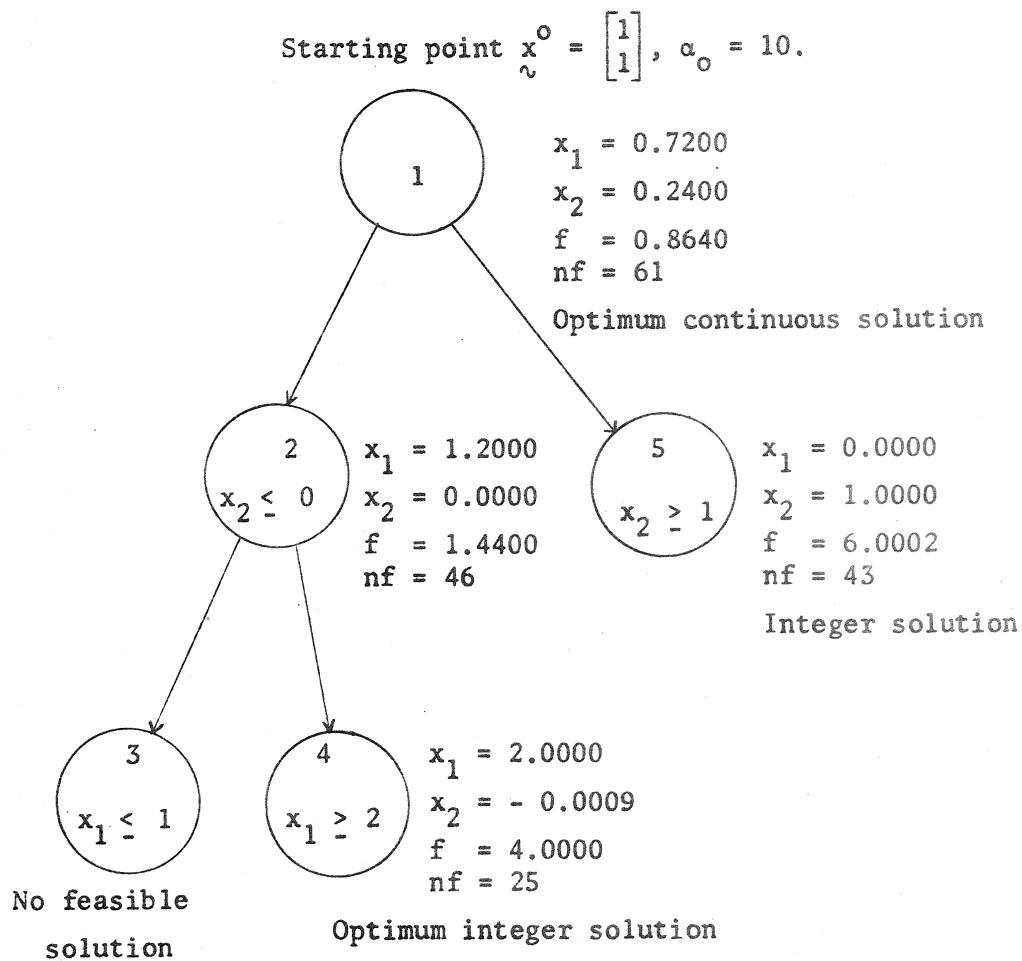 Starting point x° = [1 1], α₀ = 10.
1
x₁ = 0.7200
x₂ = 0.2400
f = 0.8640
nf = 61
Optimum continuous solution
2
x₂ ≤ 0
x₁ = 1.2000
x₂ = 0.0000
f = 1.4400
nf = 46
5
x₂ ≥ 1
x₁ = 0.0000
x₂ = 1.0000
f = 6.0002
nf = 43
Integer solution
3
x₁ ≤ 1
No feasible
solution
4
x₁ ≥ 2
x₁ = 2.0000
x₂ = - 0.0009
f = 4.0000
nf = 25
Optimum integer solution